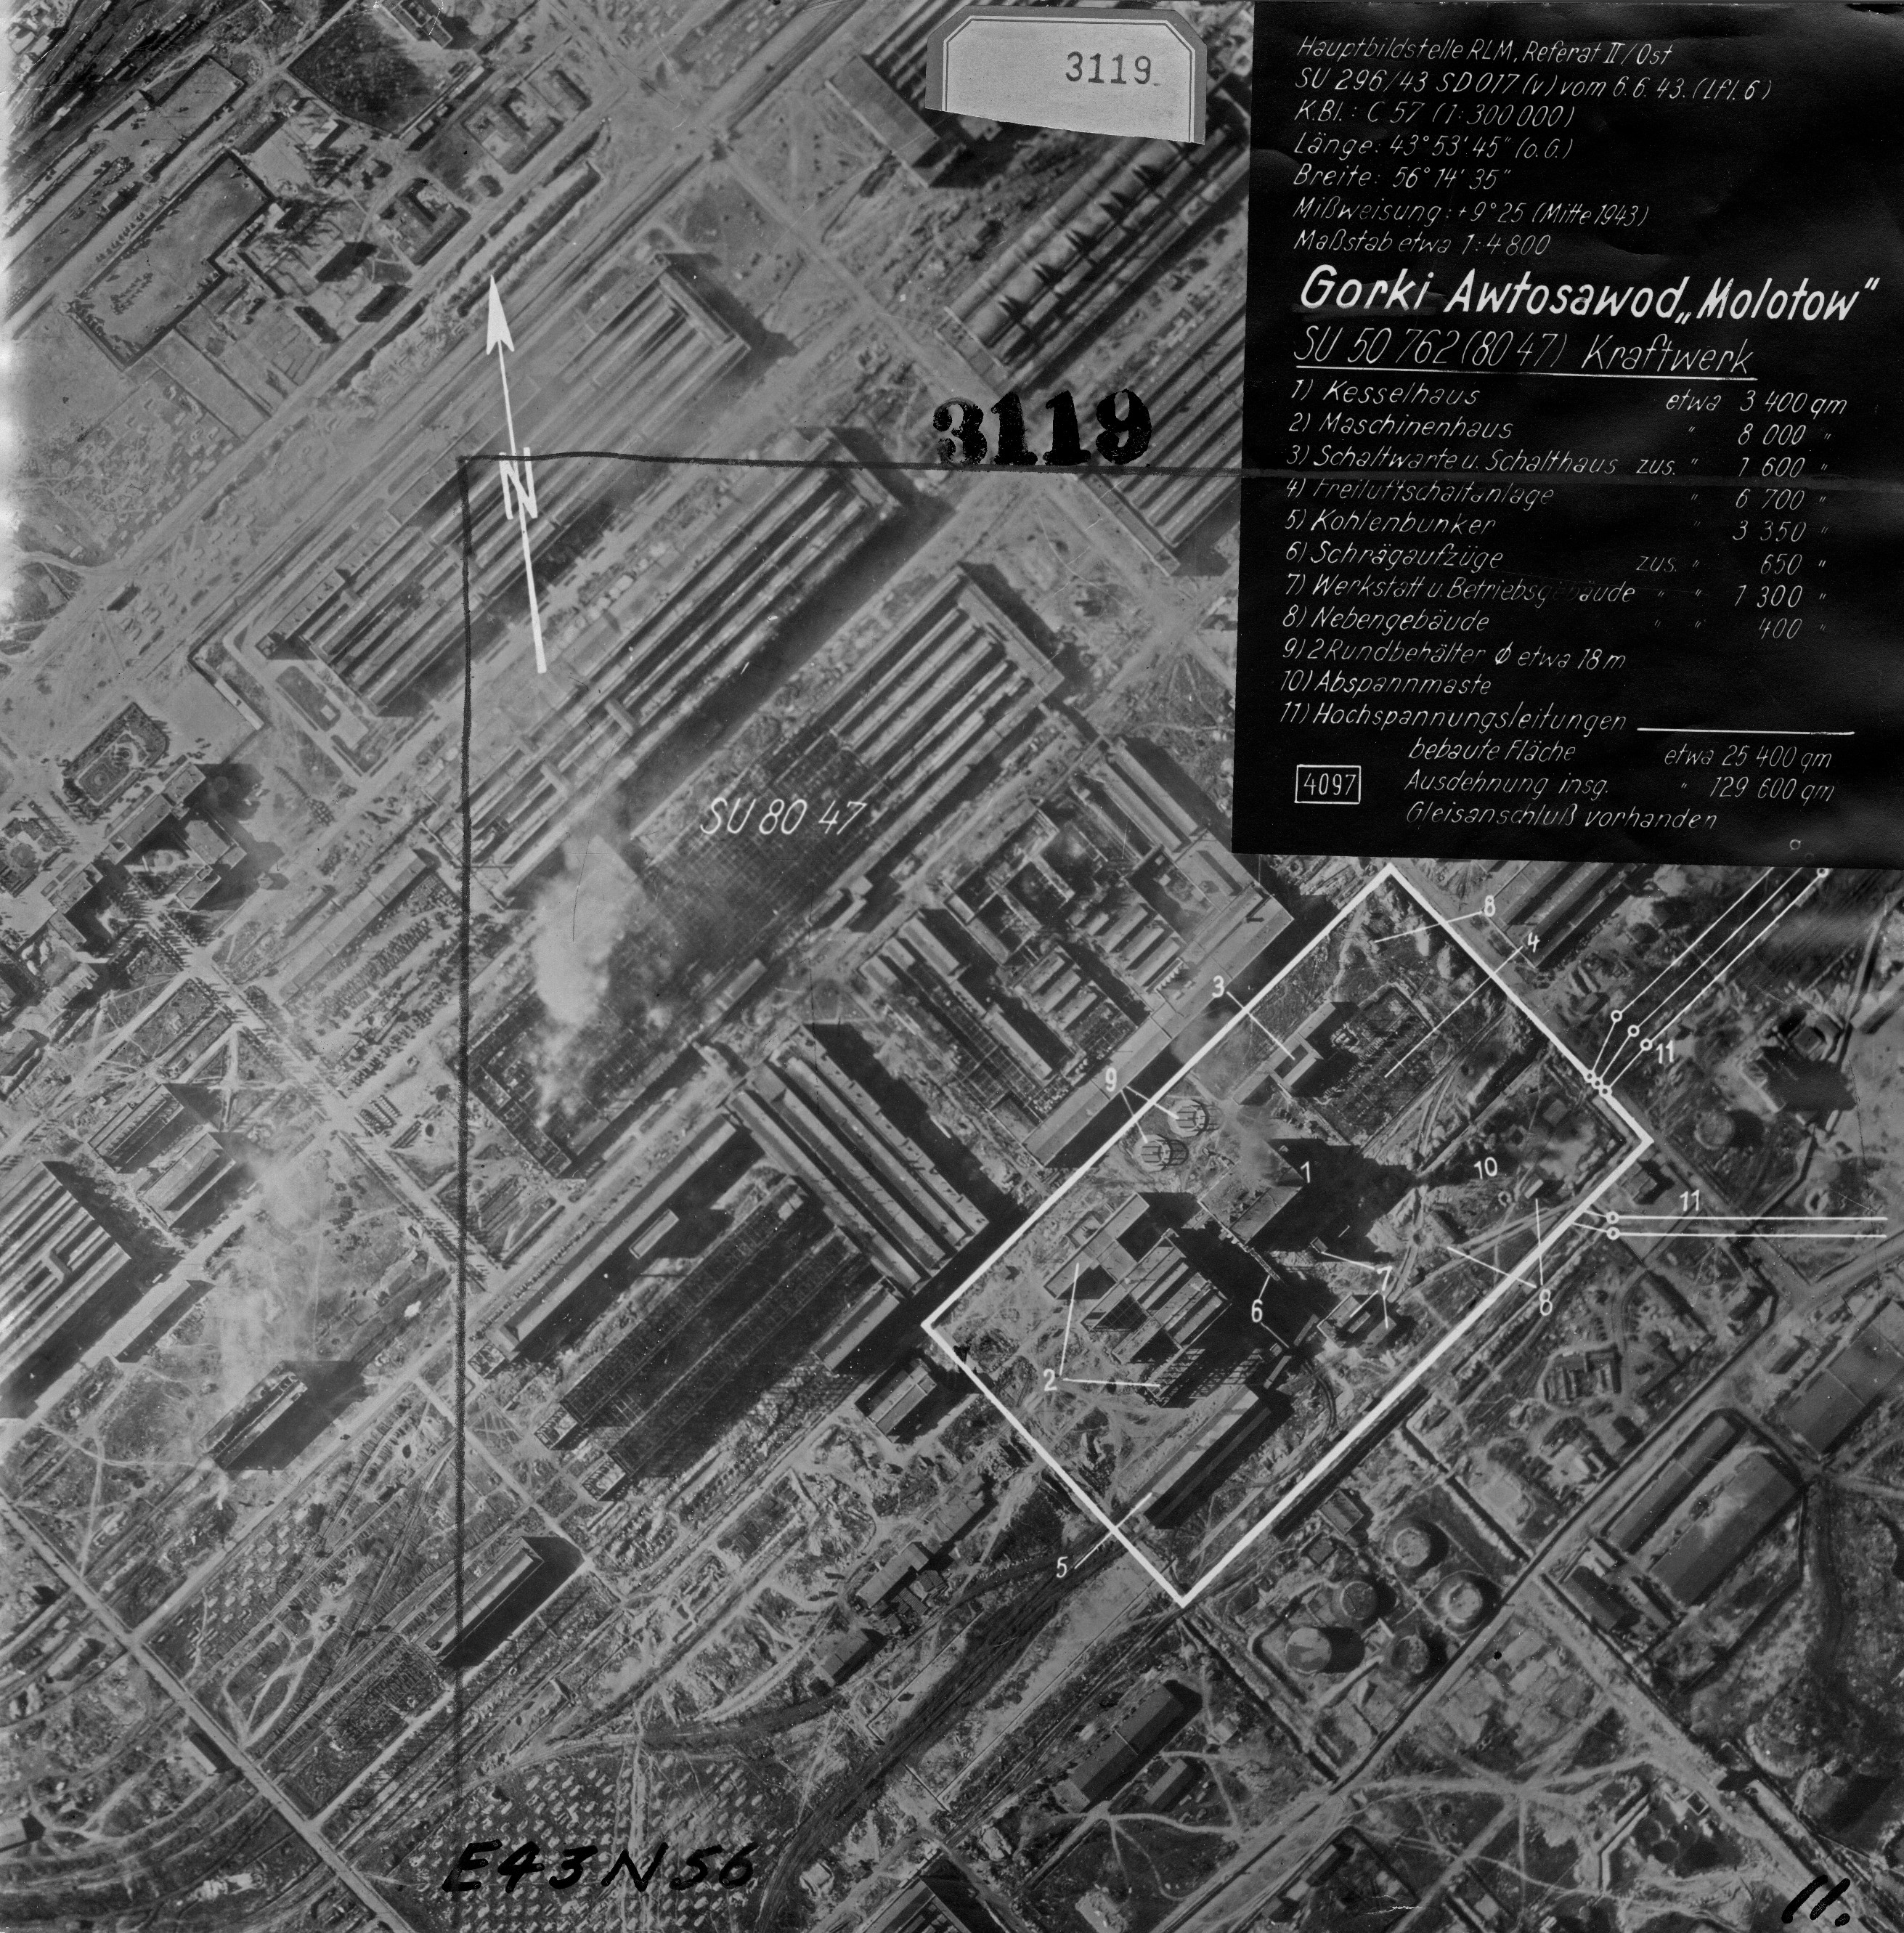 3119
Hauptbildstelle RLM, Referat II/Ost
SU 296/43 SD 017 (v) vom 6.6.43. (Lfl. 6)
K.Bl.: C 57 (1:300 000)
Länge: 43° 53' 45" (o.G.)
Breite: 56° 14' 35"
Mißweisung: +9° 25 (Mitte 1943)
Maßstab etwa 1:4 800
Gorki Awtosawod „Molotow"
SU 50 762 (80 47) Kraftwerk
1) Kesselhaus etwa 3 400 qm
2) Maschinenhaus " 8 000 "
3) Schaltwarte u. Schalthaus zus. " 1 600 "
4) Freiluftschaltanlage " 6 700 "
5) Kohlenbunker " 3 350 "
6) Schrägaufzüge zus. " 650 "
7) Werkstatt u. Betriebsgebäude " " 1 300 "
8) Nebengebäude " " 400 "
9) 2 Rundbehälter ϕ etwa 18 m
10) Abspannmaste
11) Hochspannungsleitungen
bebaute Fläche etwa 25 400 qm
4097 Ausdehnung insg. " 129 600 qm
Gleisanschluß vorhanden
N
3119
SU 80 47
8
4
3
11
9
1
10
11
7
6
8
2
5
E43N56
11.